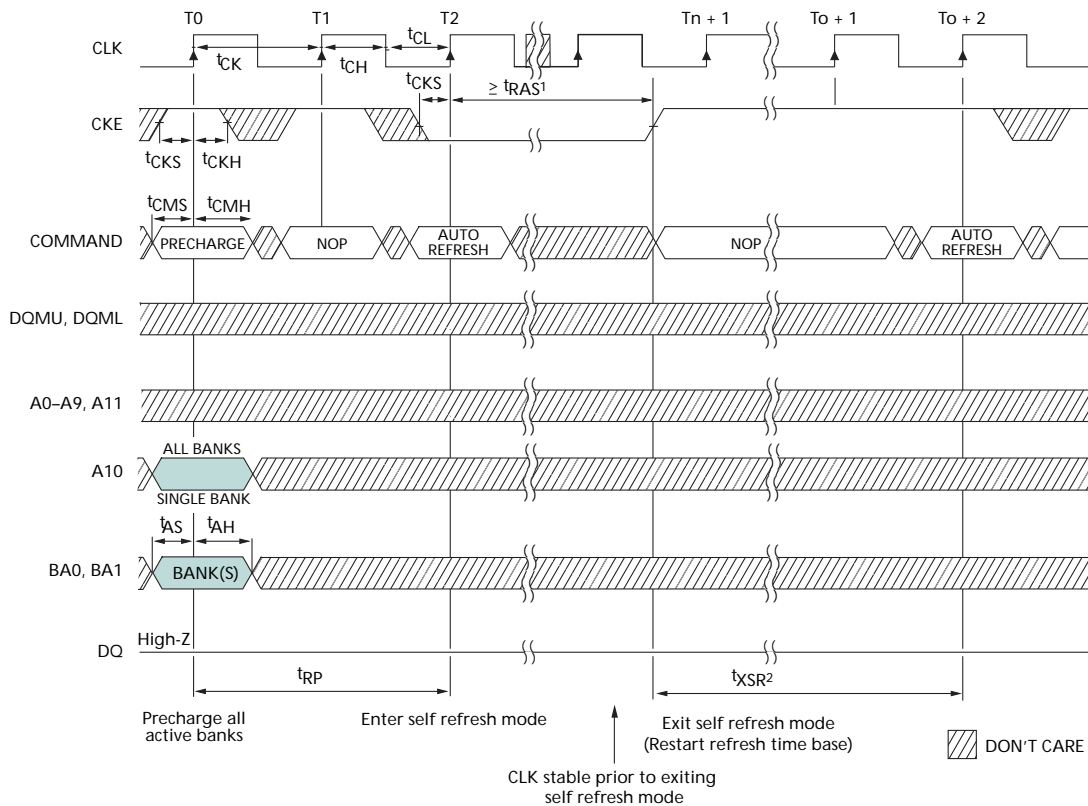 T0 T1 T2 Tn + 1 To + 1 To + 2
CLK
tCK tCH tCL
tCKS ≥ tRAS1
CKE
tCKS tCKH
tCMS tCMH
COMMAND PRECHARGE NOP AUTO REFRESH NOP AUTO REFRESH
DQMU, DQML
A0–A9, A11
ALL BANKS
A10
SINGLE BANK
tAS tAH
BA0, BA1 BANK(S)
High-Z
DQ
tRP tXSR2
Precharge all
active banks
Enter self refresh mode
Exit self refresh mode
(Restart refresh time base)
DON'T CARE
CLK stable prior to exiting
self refresh mode